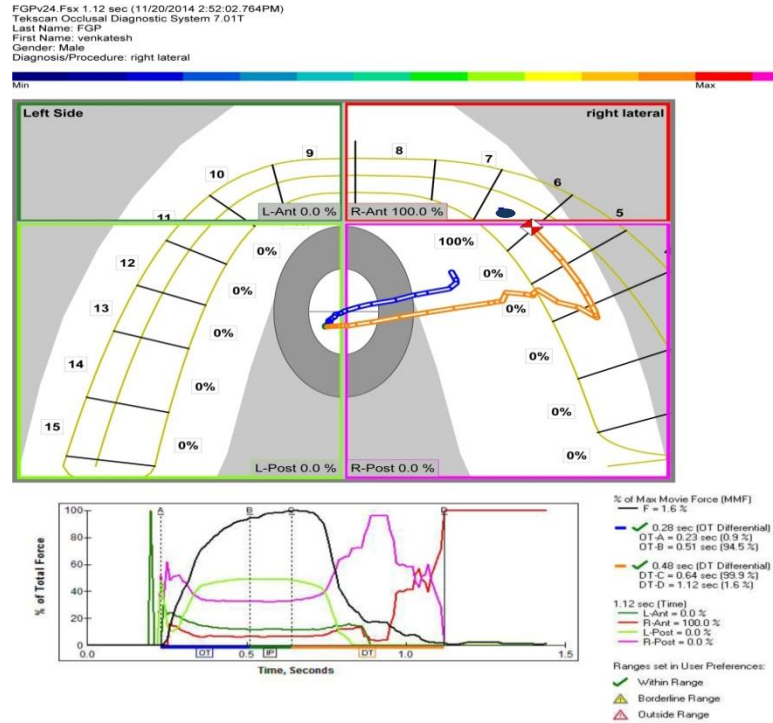 FGPv24.Fsx 1.12 sec (11/20/2014 2:52:02.764PM)
Tekscan Occlusal Diagnostic System 7.01T
Last Name: FGP
First Name: venkatesh
Gender: Male
Diagnosis/Procedure: right lateral
Min Max
Left Side right lateral
9 8
10 7
11 6
5
L-Ant 0.0 % R-Ant 100.0 %
12 0% 100%
13 0% 0%
0% 0%
14 0% 0%
0% 0%
15 0% 0%
L-Post 0.0 % R-Post 0.0 %
% of Total Force
100
80
60
40
20
0
A B C D
0.0 0.5 1.0 1.5
OT IP DT
Time, Seconds
% of Max Movie Force (MMF)
F = 1.6 %
0.28 sec (OT Differential)
OT-A = 0.23 sec (0.9 %)
OT-B = 0.51 sec (94.5 %)
0.48 sec (DT Differential)
DT-C = 0.64 sec (99.9 %)
DT-D = 1.12 sec (1.6 %)
1.12 sec (Time)
L-Ant = 0.0 %
R-Ant = 100.0 %
L-Post = 0.0 %
R-Post = 0.0 %
Ranges set in User Preferences:
Within Range
Borderline Range
Outside Range